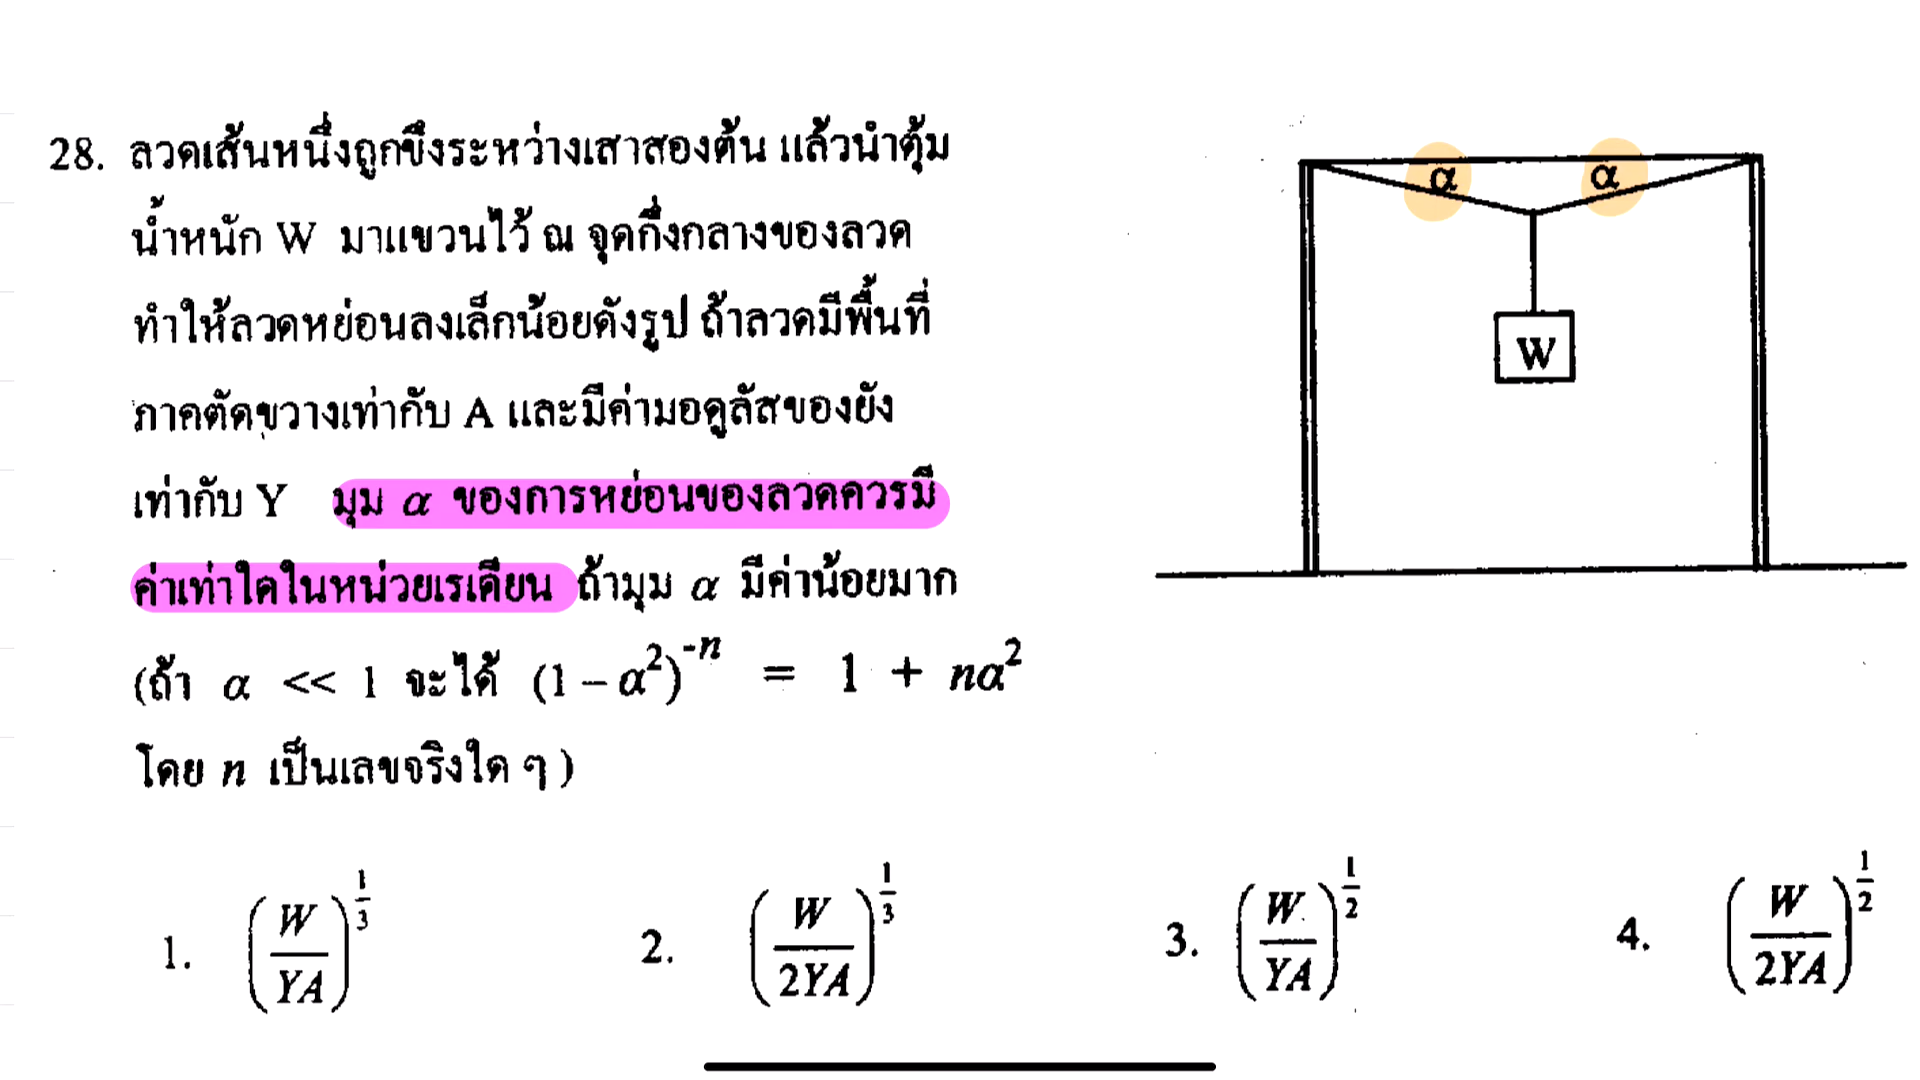 28. ลวดเส้นหนึ่งถูกขึงระหว่างเสาสองต้น แล้วนำตุ้ม
น้ำหนัก W มาแขวนไว้ ณ จุดกึ่งกลางของลวด
ทำให้ลวดหย่อนลงเล็กน้อยดังรูป ถ้าลวดมีพื้นที่
ภาคตัดขวางเท่ากับ A และมีค่ามอดูลัสของยัง
เท่ากับ Y มุม α ของการหย่อนของลวดควรมี
ค่าเท่าใดในหน่วยเรเดียน ถ้ามุม α มีค่าน้อยมาก
(ถ้า α << 1 จะได้ (1 – α²)⁻ⁿ = 1 + nα²
โดย n เป็นเลขจริงใด ๆ )
α α
W
1. (W/YA)^(1/3) 2. (W/2YA)^(1/3) 3. (W/YA)^(1/2) 4. (W/2YA)^(1/2)